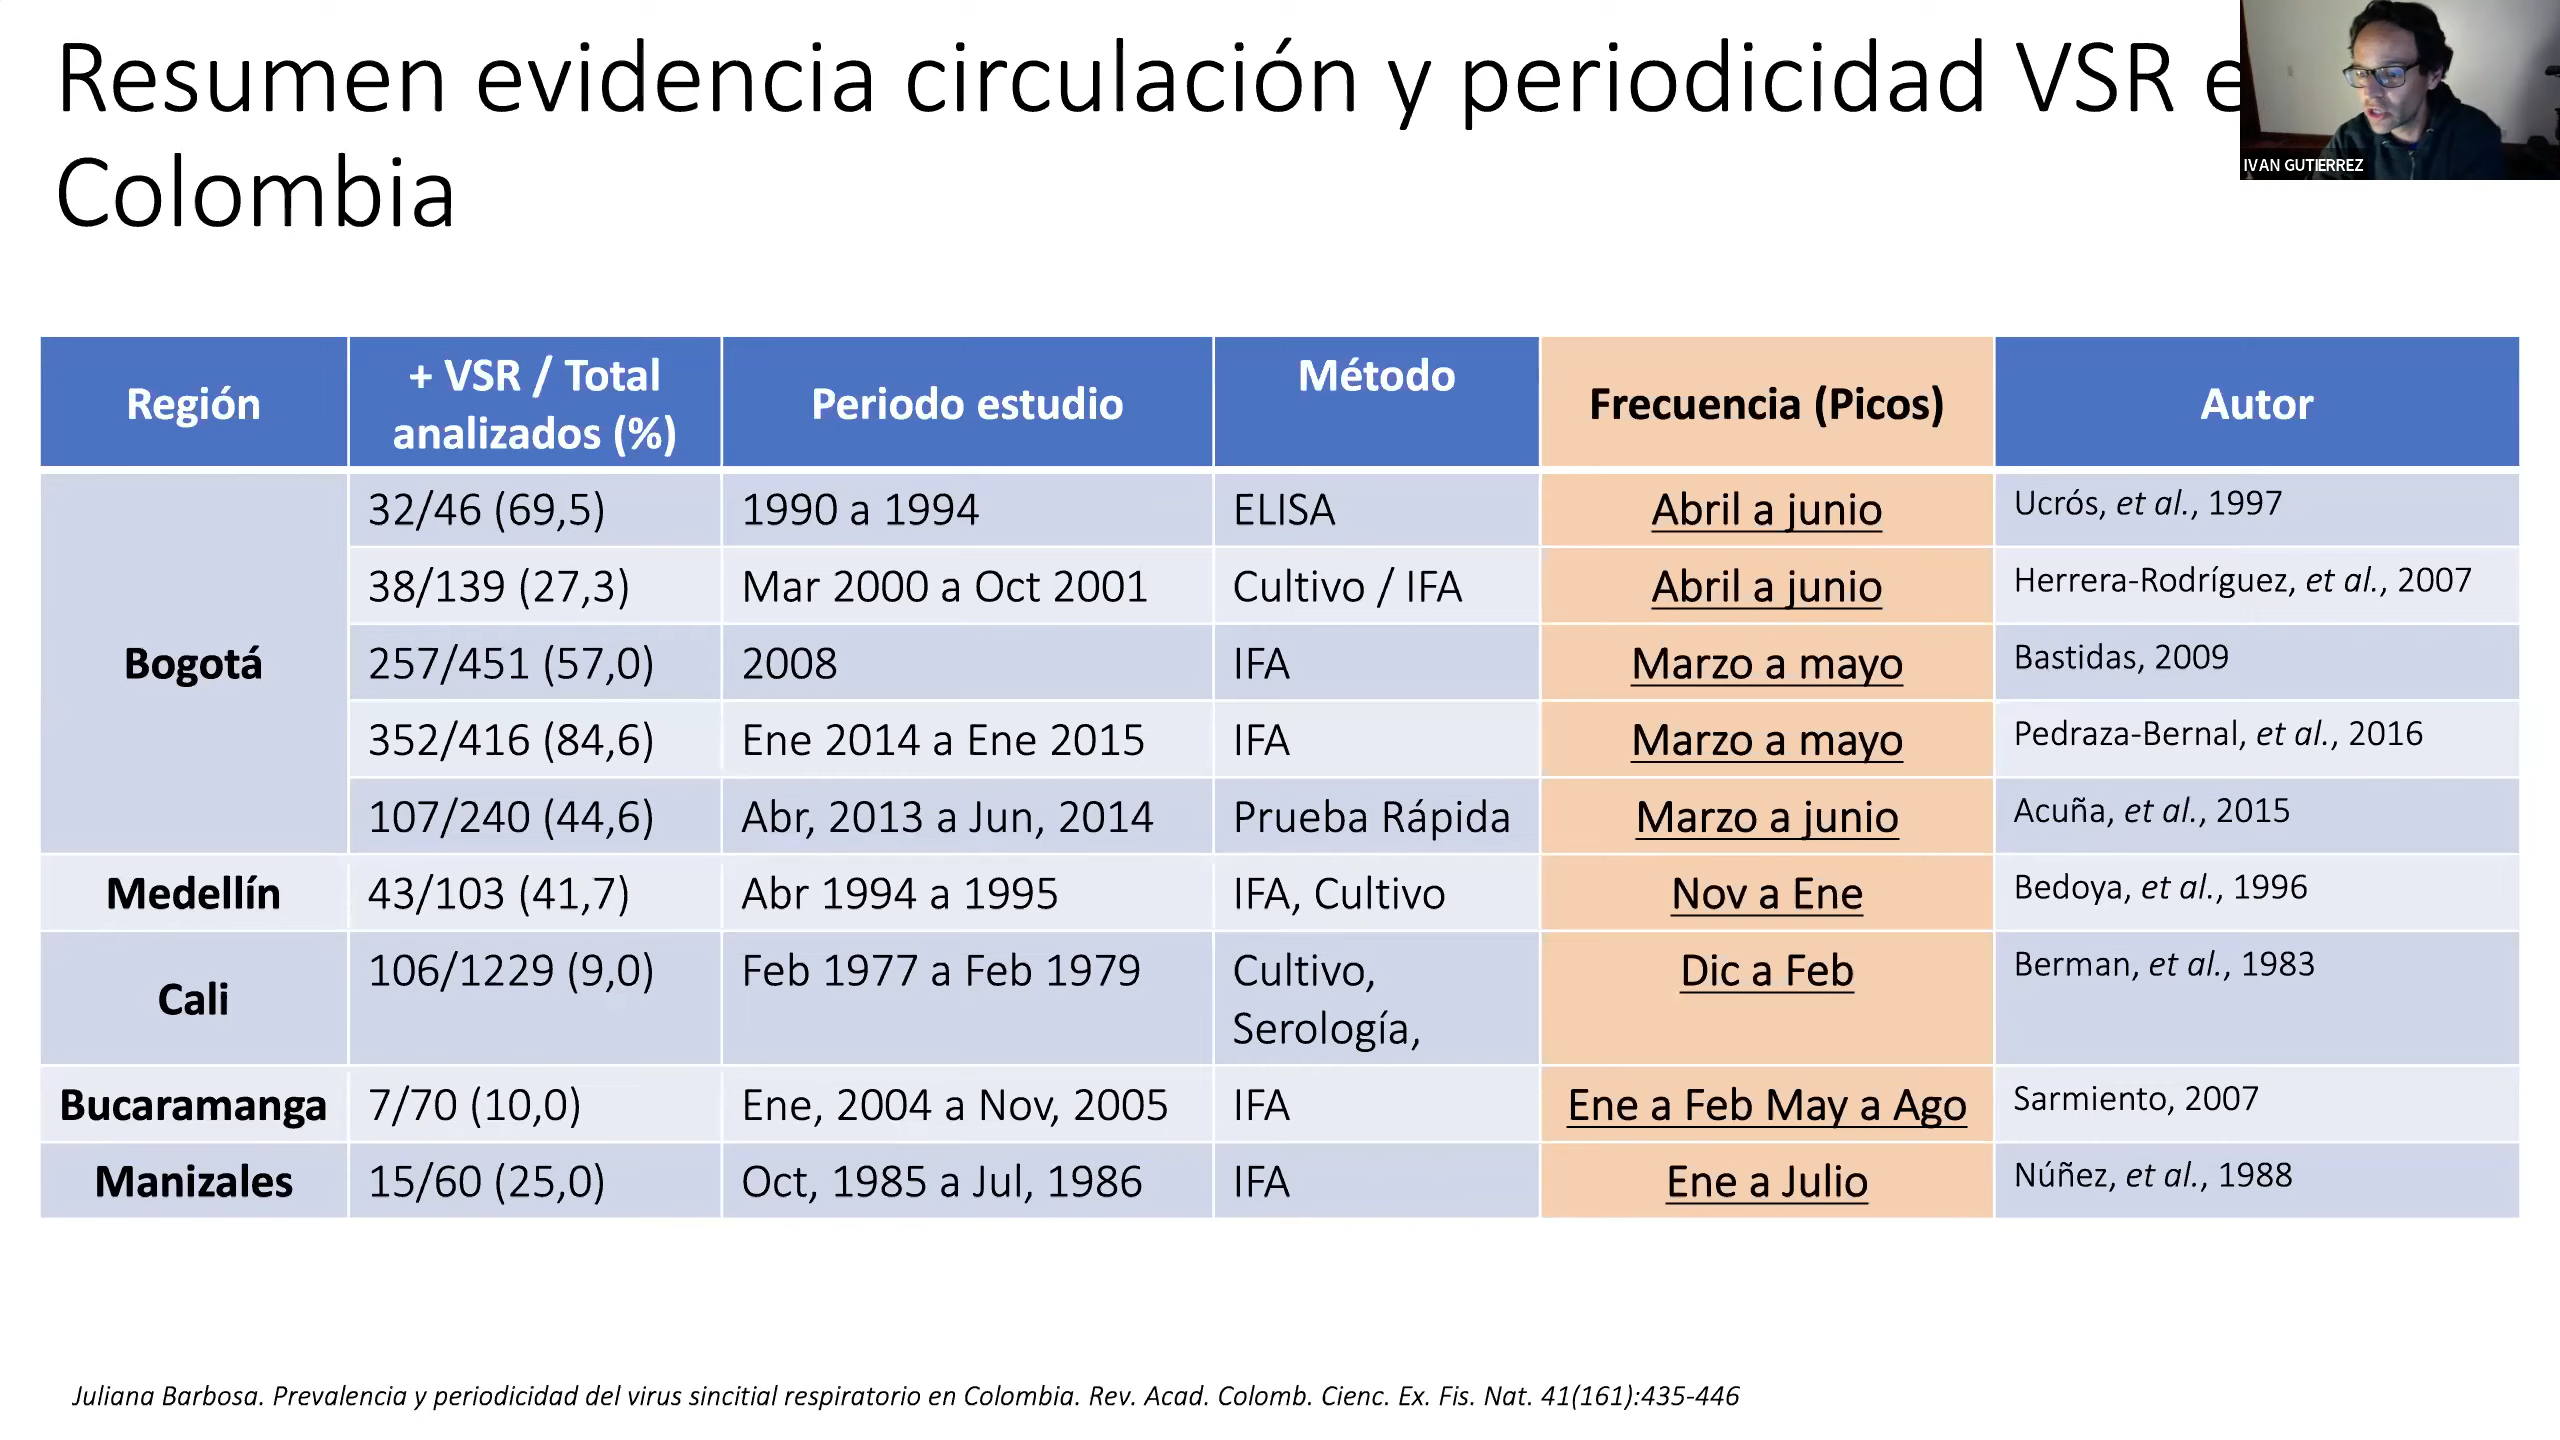 Resumen evidencia circulación y periodicidad VSR e
Colombia
IVAN GUTIERREZ
Región
+ VSR / Total
analizados (%)
Periodo estudio
Método
Frecuencia (Picos)
Autor
Bogotá
32/46 (69,5)
1990 a 1994
ELISA
Abril a junio
Ucrós, et al., 1997
38/139 (27,3)
Mar 2000 a Oct 2001
Cultivo / IFA
Abril a junio
Herrera-Rodríguez, et al., 2007
257/451 (57,0)
2008
IFA
Marzo a mayo
Bastidas, 2009
352/416 (84,6)
Ene 2014 a Ene 2015
IFA
Marzo a mayo
Pedraza-Bernal, et al., 2016
107/240 (44,6)
Abr, 2013 a Jun, 2014
Prueba Rápida
Marzo a junio
Acuña, et al., 2015
Medellín
43/103 (41,7)
Abr 1994 a 1995
IFA, Cultivo
Nov a Ene
Bedoya, et al., 1996
Cali
106/1229 (9,0)
Feb 1977 a Feb 1979
Cultivo,
Serología,
Dic a Feb
Berman, et al., 1983
Bucaramanga
7/70 (10,0)
Ene, 2004 a Nov, 2005
IFA
Ene a Feb May a Ago
Sarmiento, 2007
Manizales
15/60 (25,0)
Oct, 1985 a Jul, 1986
IFA
Ene a Julio
Núñez, et al., 1988
Juliana Barbosa. Prevalencia y periodicidad del virus sincitial respiratorio en Colombia. Rev. Acad. Colomb. Cienc. Ex. Fis. Nat. 41(161):435-446